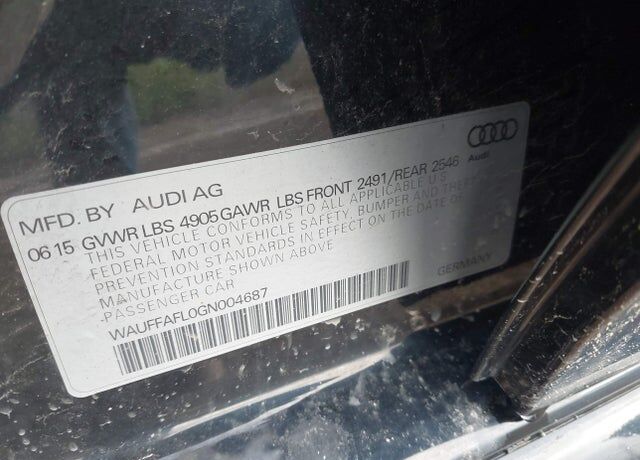 MFD. BY AUDI AG
06 15 GVWR LBS 4905 GAWR LBS FRONT 2491/REAR 2546
Audi
THIS VEHICLE CONFORMS TO ALL APPLICABLE U.S.
FEDERAL MOTOR VEHICLE SAFETY, BUMPER AND THEFT
PREVENTION STANDARDS IN EFFECT ON THE DATE OF
MANUFACTURE SHOWN ABOVE
PASSENGER CAR
GERMANY
WAUFFAFL0GN004687